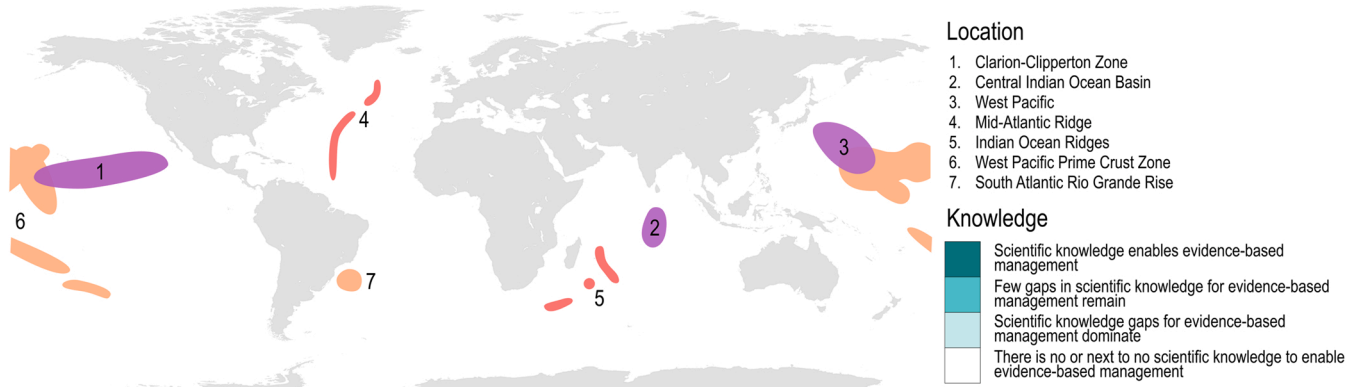 Location
1. Clarion-Clipperton Zone
2. Central Indian Ocean Basin
3. West Pacific
4. Mid-Atlantic Ridge
5. Indian Ocean Ridges
6. West Pacific Prime Crust Zone
7. South Atlantic Rio Grande Rise
Knowledge
Scientific knowledge enables evidence-based
management
Few gaps in scientific knowledge for evidence-based
management remain
Scientific knowledge gaps for evidence-based
management dominate
There is no or next to no scientific knowledge to enable
evidence-based management
4
3
1
6
2
7
5